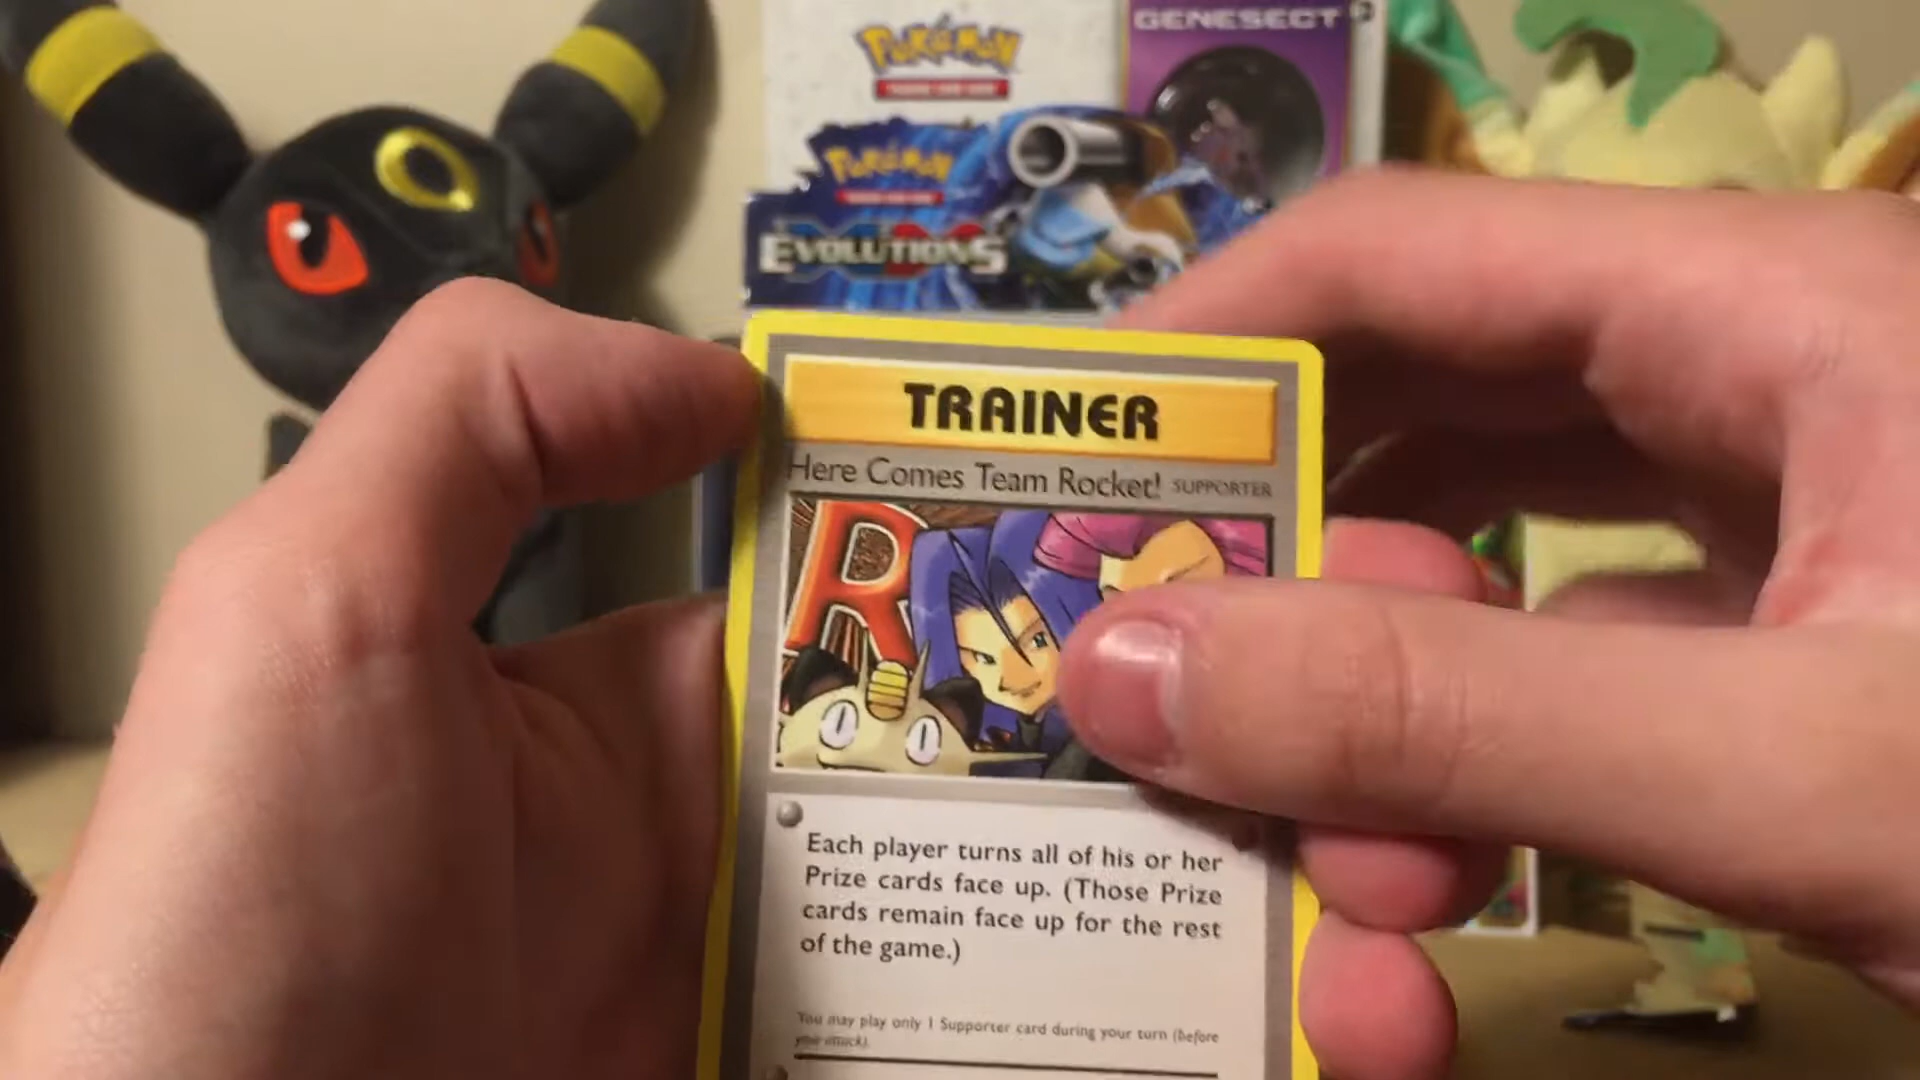 GENESECT
Pokémon
Pokémon
EVOLUTIONS
TRAINER
Here Comes Team Rocket! SUPPORTER
R
Each player turns all of his or her
Prize cards face up. (Those Prize
cards remain face up for the rest
of the game.)
You may play only 1 Supporter card during your turn (before
your attack).